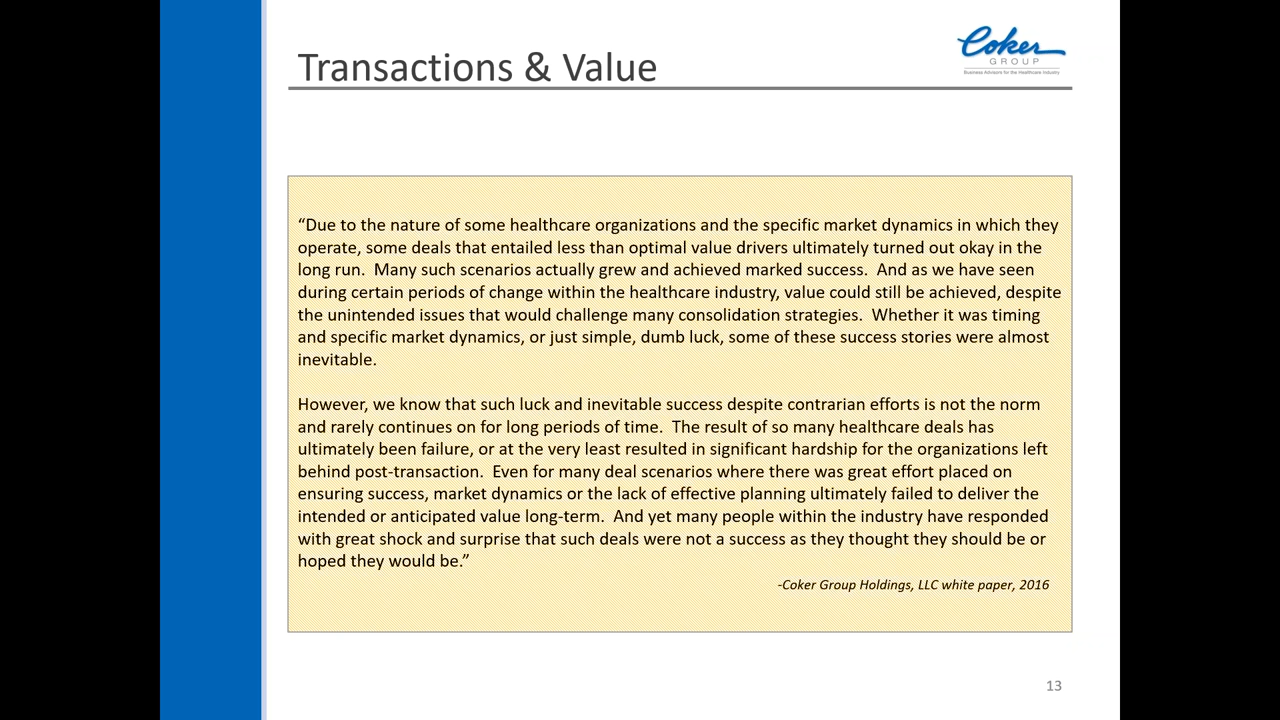 Transactions & Value
Coker
GROUP
Business Advisors for the Healthcare Industry
“Due to the nature of some healthcare organizations and the specific market dynamics in which they
operate, some deals that entailed less than optimal value drivers ultimately turned out okay in the
long run.  Many such scenarios actually grew and achieved marked success.  And as we have seen
during certain periods of change within the healthcare industry, value could still be achieved, despite
the unintended issues that would challenge many consolidation strategies.  Whether it was timing
and specific market dynamics, or just simple, dumb luck, some of these success stories were almost
inevitable.
However, we know that such luck and inevitable success despite contrarian efforts is not the norm
and rarely continues on for long periods of time.  The result of so many healthcare deals has
ultimately been failure, or at the very least resulted in significant hardship for the organizations left
behind post-transaction.  Even for many deal scenarios where there was great effort placed on
ensuring success, market dynamics or the lack of effective planning ultimately failed to deliver the
intended or anticipated value long-term.  And yet many people within the industry have responded
with great shock and surprise that such deals were not a success as they thought they should be or
hoped they would be.”
-Coker Group Holdings, LLC white paper, 2016
13